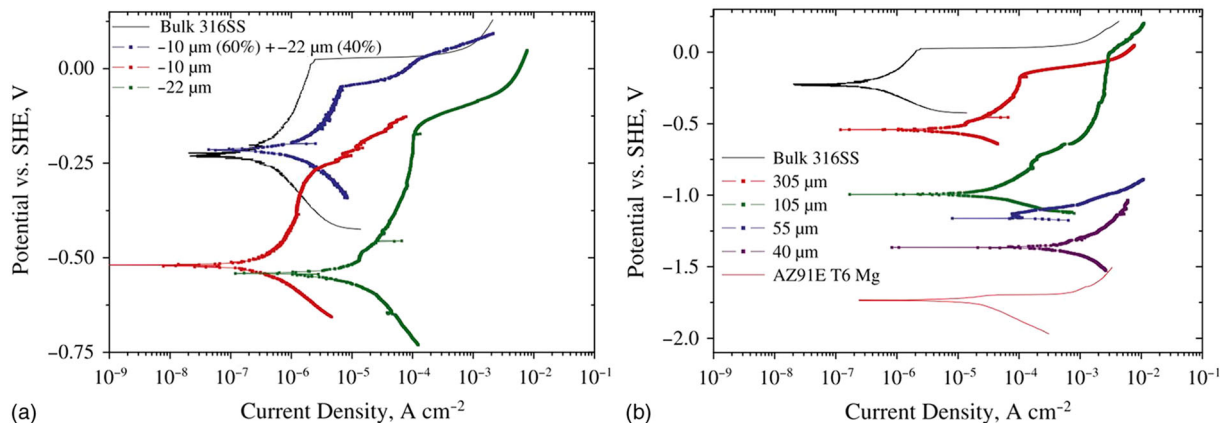 Bulk 316SS
−10 μm (60%) + −22 μm (40%)
−10 μm
−22 μm
0.00
−0.25
−0.50
−0.75
Potential vs. SHE, V
10⁻⁹ 10⁻⁸ 10⁻⁷ 10⁻⁶ 10⁻⁵ 10⁻⁴ 10⁻³ 10⁻² 10⁻¹
Current Density, A cm⁻²
(a)
0.0
−0.5
−1.0
−1.5
−2.0
Potential vs. SHE, V
Bulk 316SS
305 μm
105 μm
55 μm
40 μm
AZ91E T6 Mg
10⁻⁹ 10⁻⁸ 10⁻⁷ 10⁻⁶ 10⁻⁵ 10⁻⁴ 10⁻³ 10⁻² 10⁻¹
Current Density, A cm⁻²
(b)